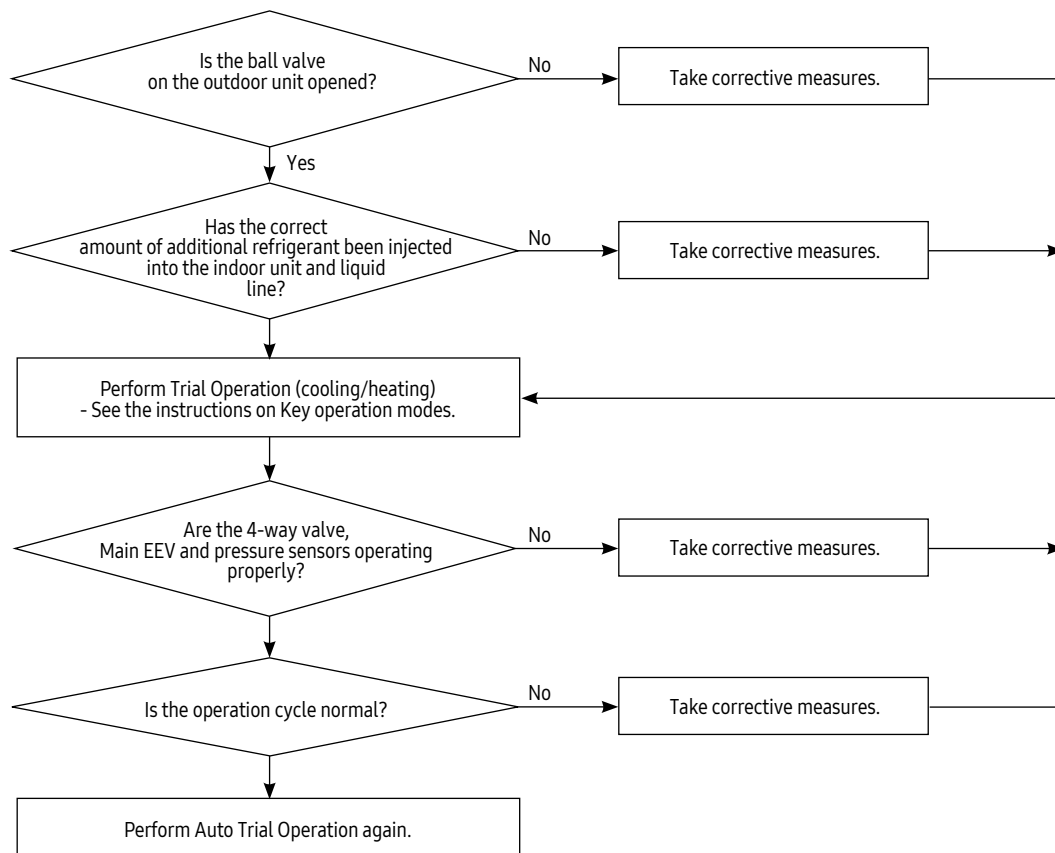 Is the ball valve
on the outdoor unit opened?
No
Take corrective measures.
Yes
Has the correct
amount of additional refrigerant been injected
into the indoor unit and liquid
line?
No
Take corrective measures.
Perform Trial Operation (cooling/heating)
- See the instructions on Key operation modes.
Are the 4-way valve,
Main EEV and pressure sensors operating
properly?
No
Take corrective measures.
Is the operation cycle normal?
No
Take corrective measures.
Perform Auto Trial Operation again.